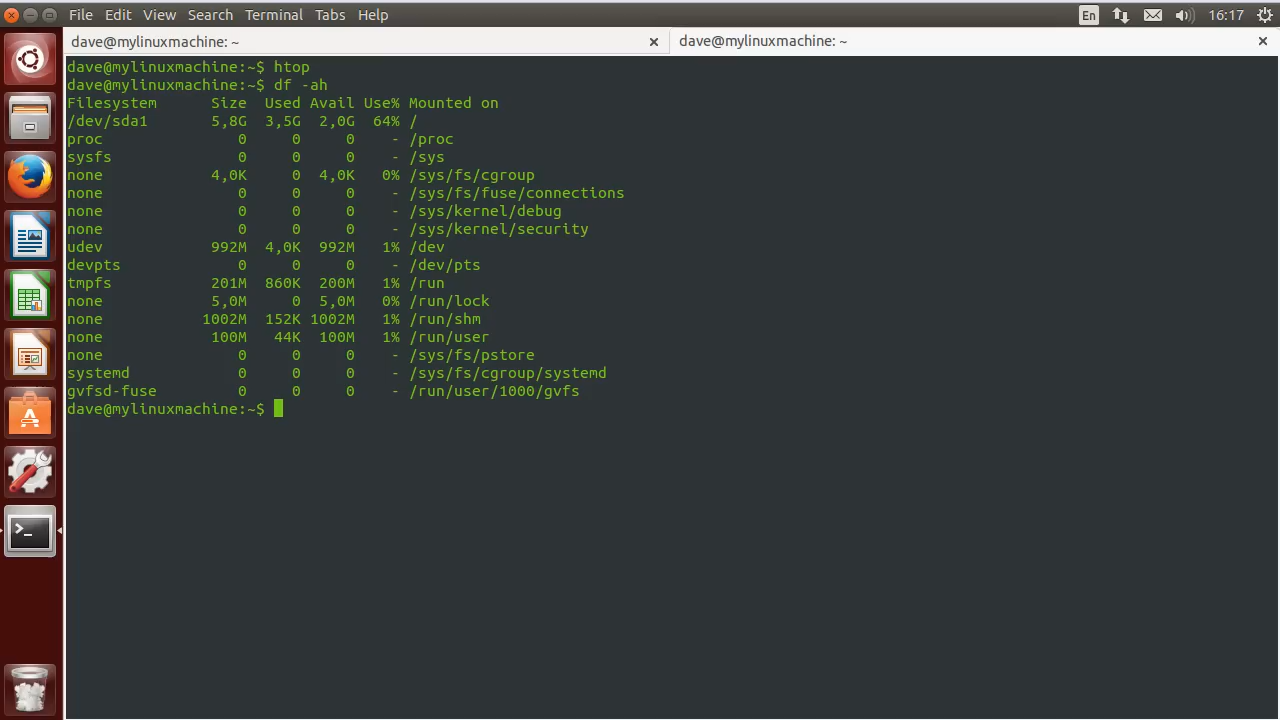 File Edit View Search Terminal Tabs Help En 16:17
dave@mylinuxmachine: ~ dave@mylinuxmachine: ~
dave@mylinuxmachine:~$ htop
dave@mylinuxmachine:~$ df -ah
Filesystem Size Used Avail Use% Mounted on
/dev/sda1 5,8G 3,5G 2,0G 64% /
proc 0 0 0 - /proc
sysfs 0 0 0 - /sys
none 4,0K 0 4,0K 0% /sys/fs/cgroup
none 0 0 0 - /sys/fs/fuse/connections
none 0 0 0 - /sys/kernel/debug
none 0 0 0 - /sys/kernel/security
udev 992M 4,0K 992M 1% /dev
devpts 0 0 0 - /dev/pts
tmpfs 201M 860K 200M 1% /run
none 5,0M 0 5,0M 0% /run/lock
none 1002M 152K 1002M 1% /run/shm
none 100M 44K 100M 1% /run/user
none 0 0 0 - /sys/fs/pstore
systemd 0 0 0 - /sys/fs/cgroup/systemd
gvfsd-fuse 0 0 0 - /run/user/1000/gvfs
dave@mylinuxmachine:~$